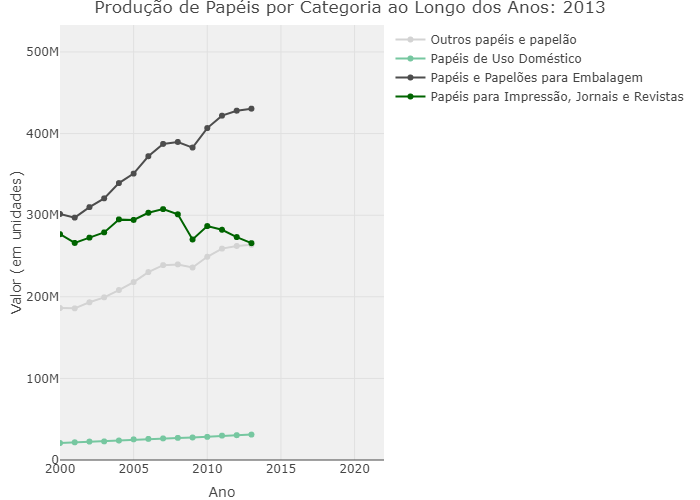 Produção de Papéis por Categoria ao Longo dos Anos: 2013
Outros papéis e papelão
Papéis de Uso Doméstico
Papéis e Papelões para Embalagem
Papéis para Impressão, Jornais e Revistas
Valor (em unidades)
500M
400M
300M
200M
100M
0
2000 2005 2010 2015 2020
Ano